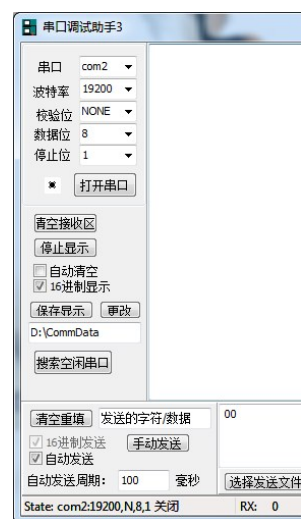 串口调试助手3
串口 com2
波特率 19200
校验位 NONE
数据位 8
停止位 1
打开串口
清空接收区
停止显示
自动清空
16进制显示
保存显示 更改
D:\CommData
搜索空闲串口
清空重填 发送的字符/数据 00
16进制发送 手动发送
自动发送
自动发送周期: 100 毫秒 选择发送文件
State: com2:19200,N,8,1 关闭 RX: 0